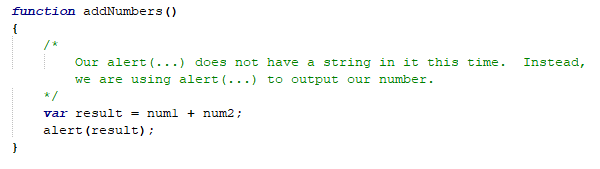 function addNumbers()
{
    /*
        Our alert(...) does not have a string in it this time.  Instead,
        we are using alert(...) to output our number.
    */
    var result = num1 + num2;
    alert(result);
}